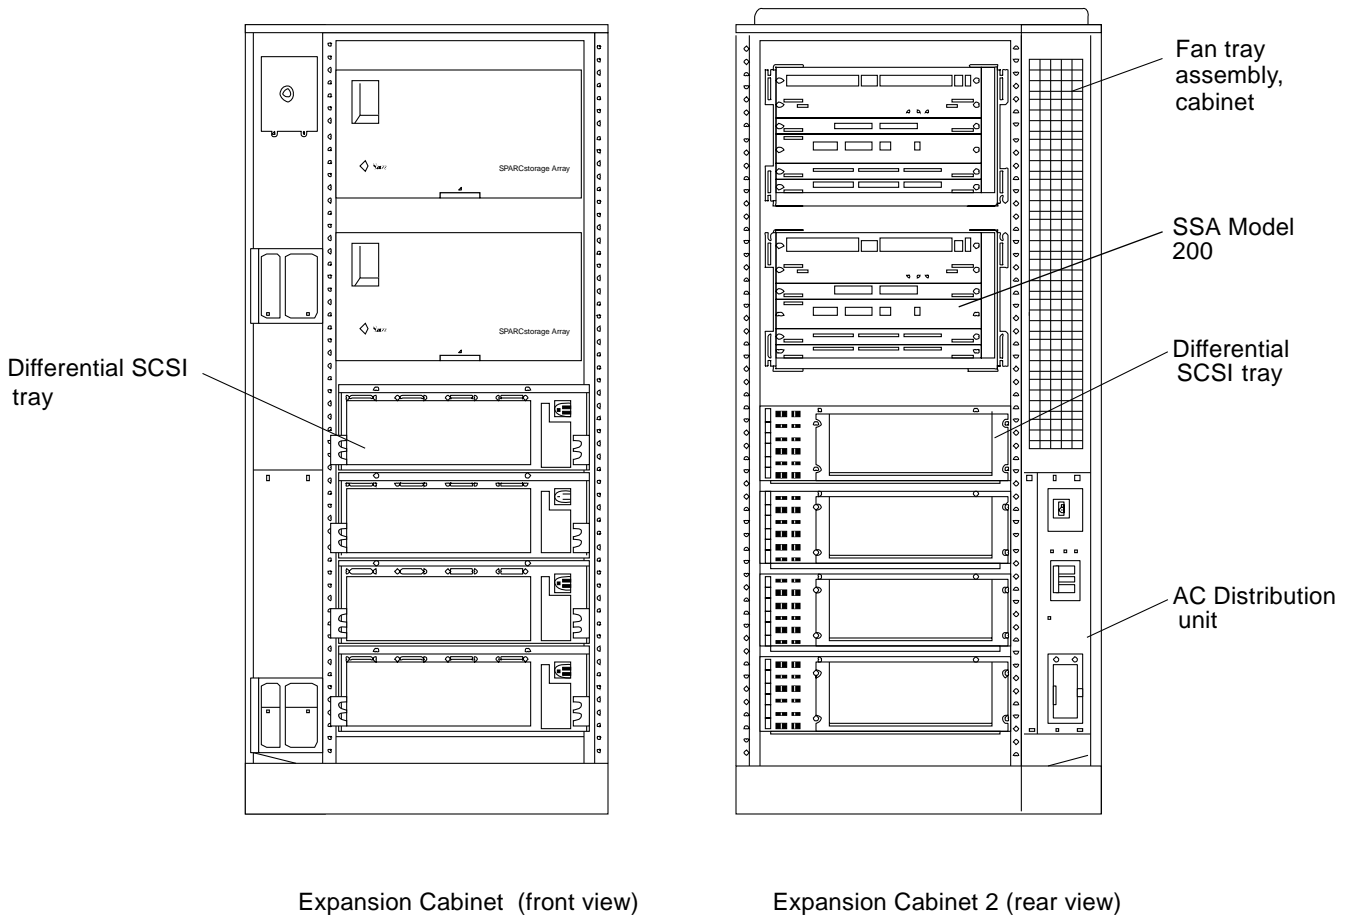 Fan tray
assembly,
cabinet
SPARCstorage Array
SSA Model
200
SPARCstorage Array
Differential SCSI
tray
Differential
SCSI tray
AC Distribution
unit
Expansion Cabinet (front view)
Expansion Cabinet 2 (rear view)